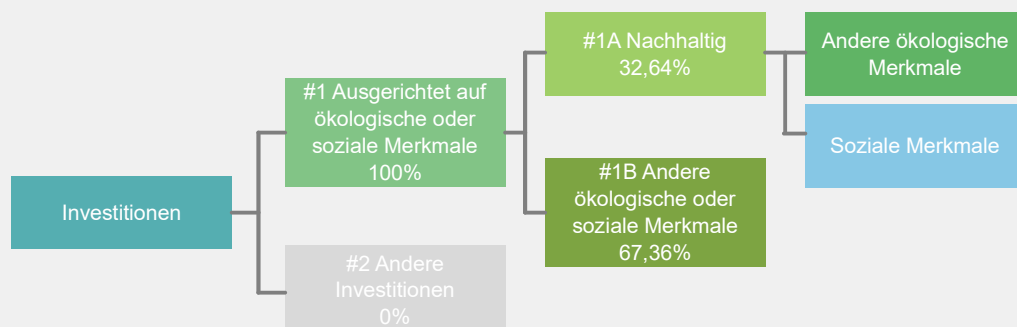 Investitionen
#1 Ausgerichtet auf
ökologische oder
soziale Merkmale
100%
#2 Andere
Investitionen
0%
#1A Nachhaltig
32,64%
#1B Andere
ökologische oder
soziale Merkmale
67,36%
Andere ökologische
Merkmale
Soziale Merkmale